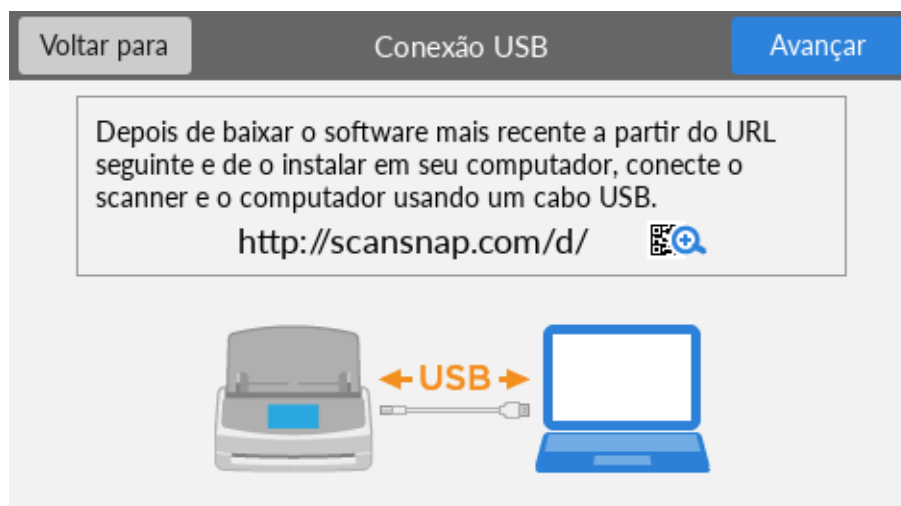 Voltar para
Conexão USB
Avançar
Depois de baixar o software mais recente a partir do URL
seguinte e de o instalar em seu computador, conecte o
scanner e o computador usando um cabo USB.
http://scansnap.com/d/
USB